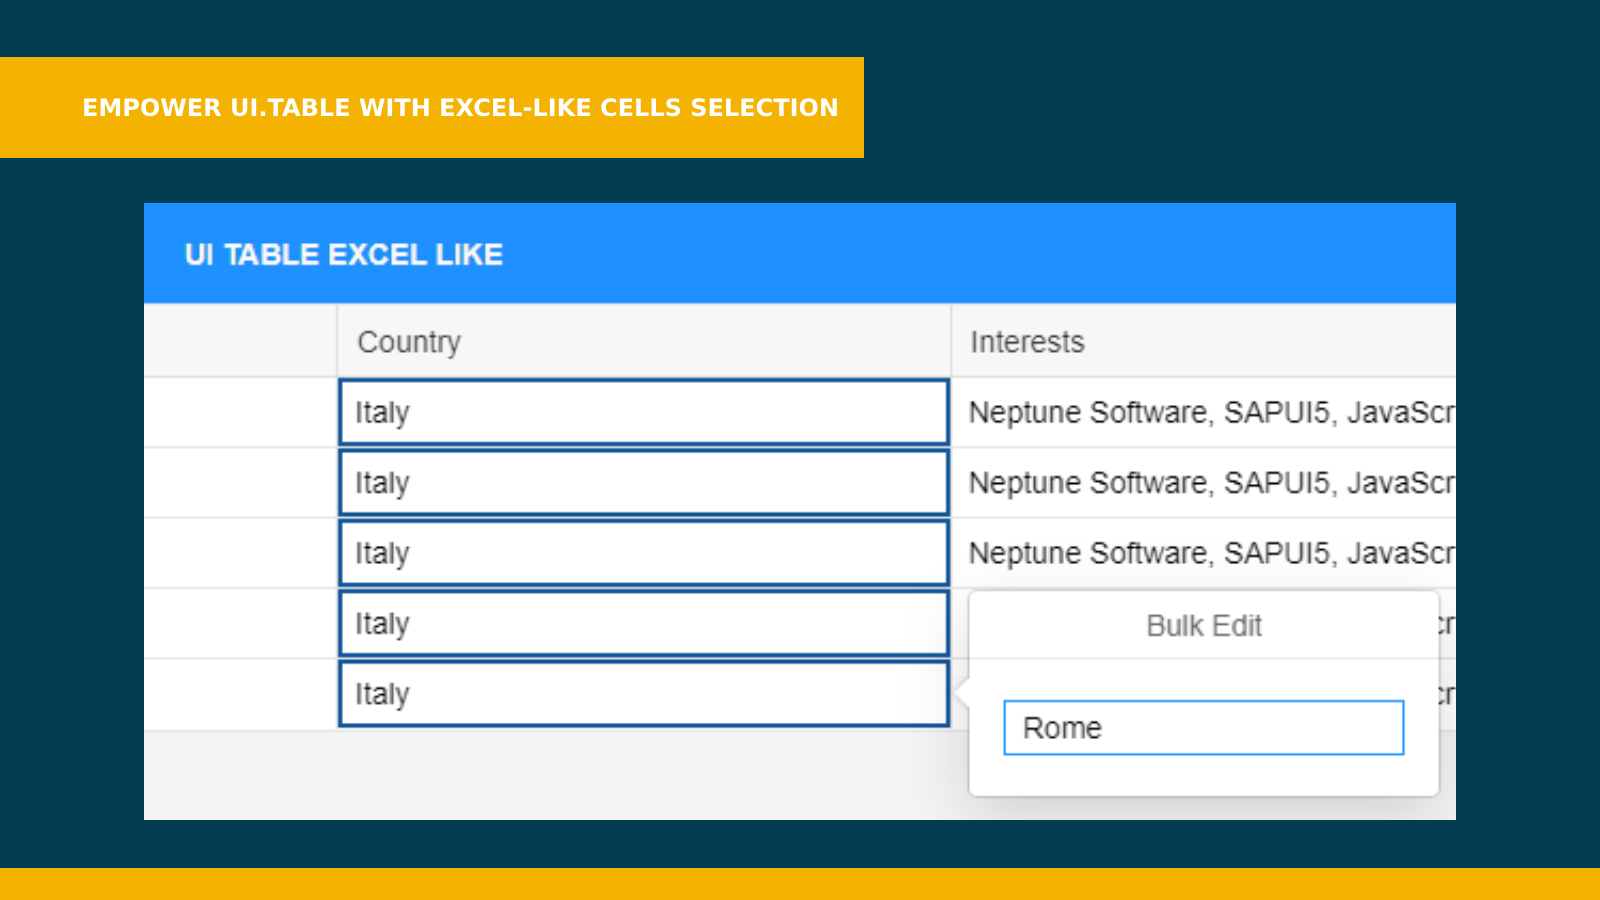 EMPOWER UI.TABLE WITH EXCEL-LIKE CELLS SELECTION
UI TABLE EXCEL LIKE
Country Interests
Italy Neptune Software, SAPUI5, JavaScr
Italy Neptune Software, SAPUI5, JavaScr
Italy Neptune Software, SAPUI5, JavaScr
Italy cr
Bulk Edit
Italy cr
Rome